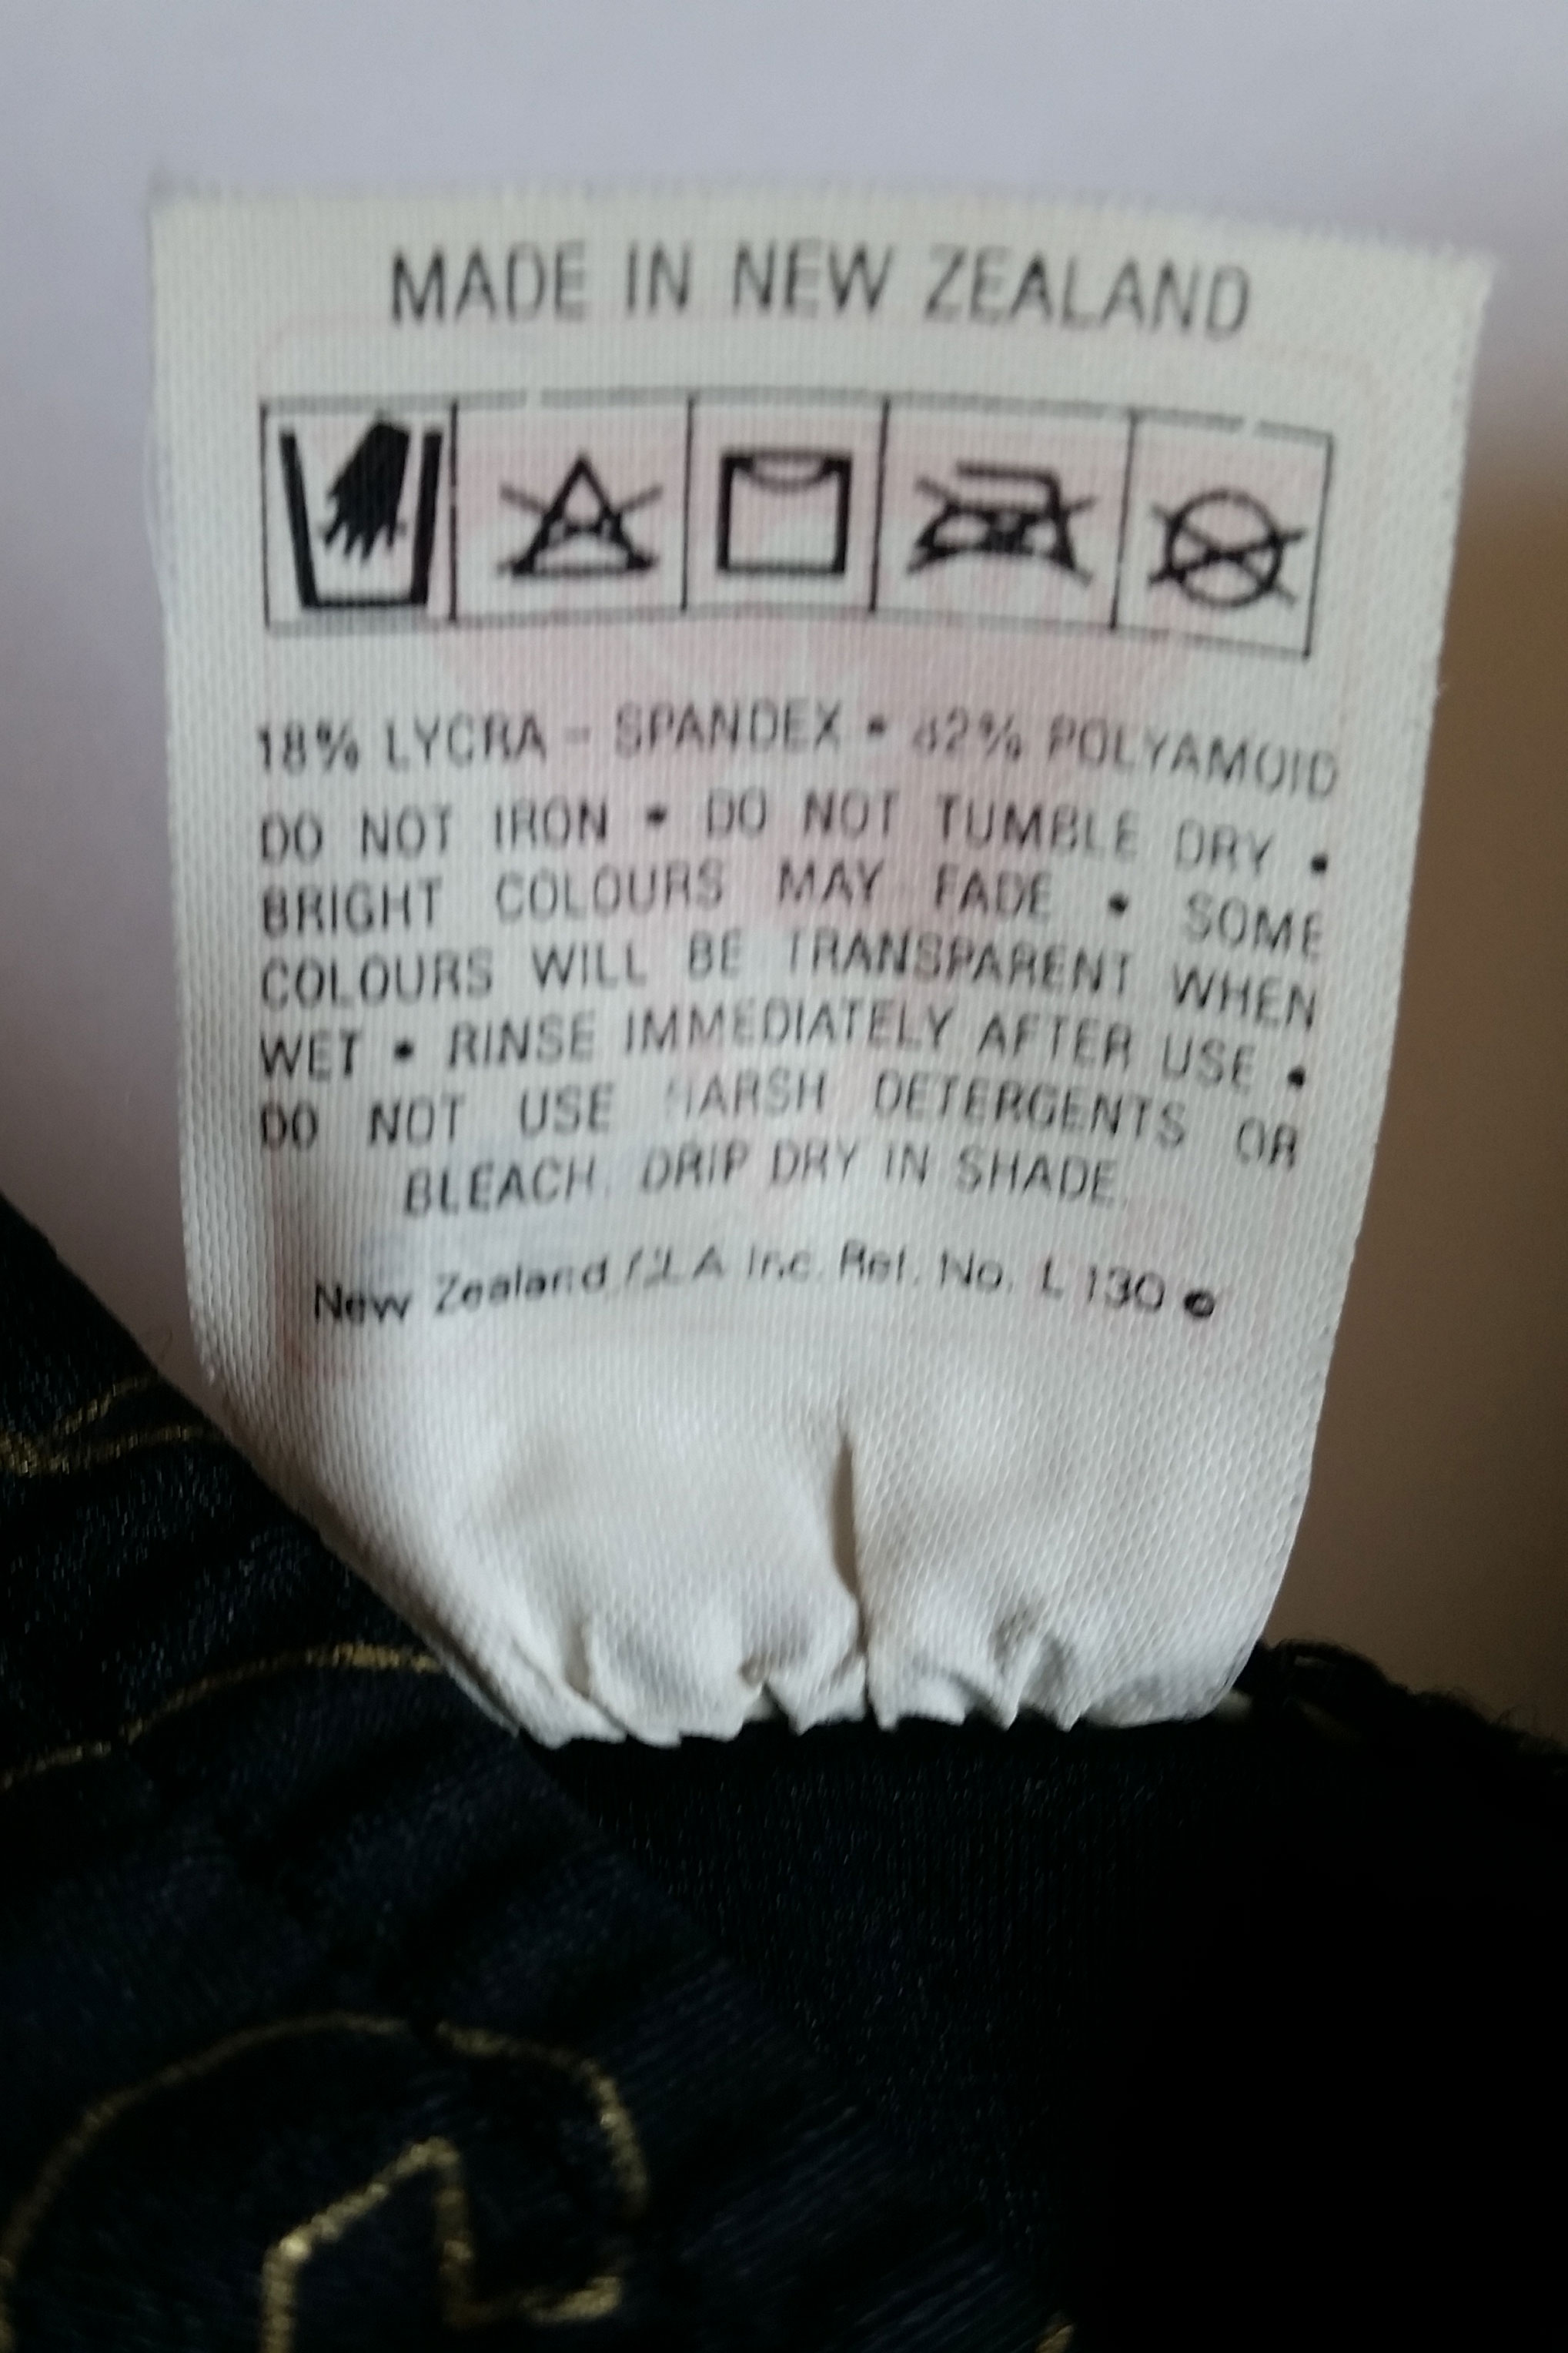 MADE IN NEW ZEALAND
18% LYCRA - SPANDEX • 82% POLYAMOID
DO NOT IRON • DO NOT TUMBLE DRY •
BRIGHT COLOURS MAY FADE • SOME
COLOURS WILL BE TRANSPARENT WHEN
WET • RINSE IMMEDIATELY AFTER USE •
DO NOT USE HARSH DETERGENTS OR
BLEACH. DRIP DRY IN SHADE.
New Zealand Inc. Ref. No. L 130